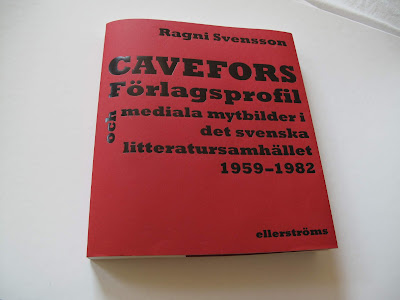 Ragni Svensson
CAVEFORS
Förlagsprofil
och mediala mytbilder i
det svenska
litteratursamhället
1959–1982
ellerströms